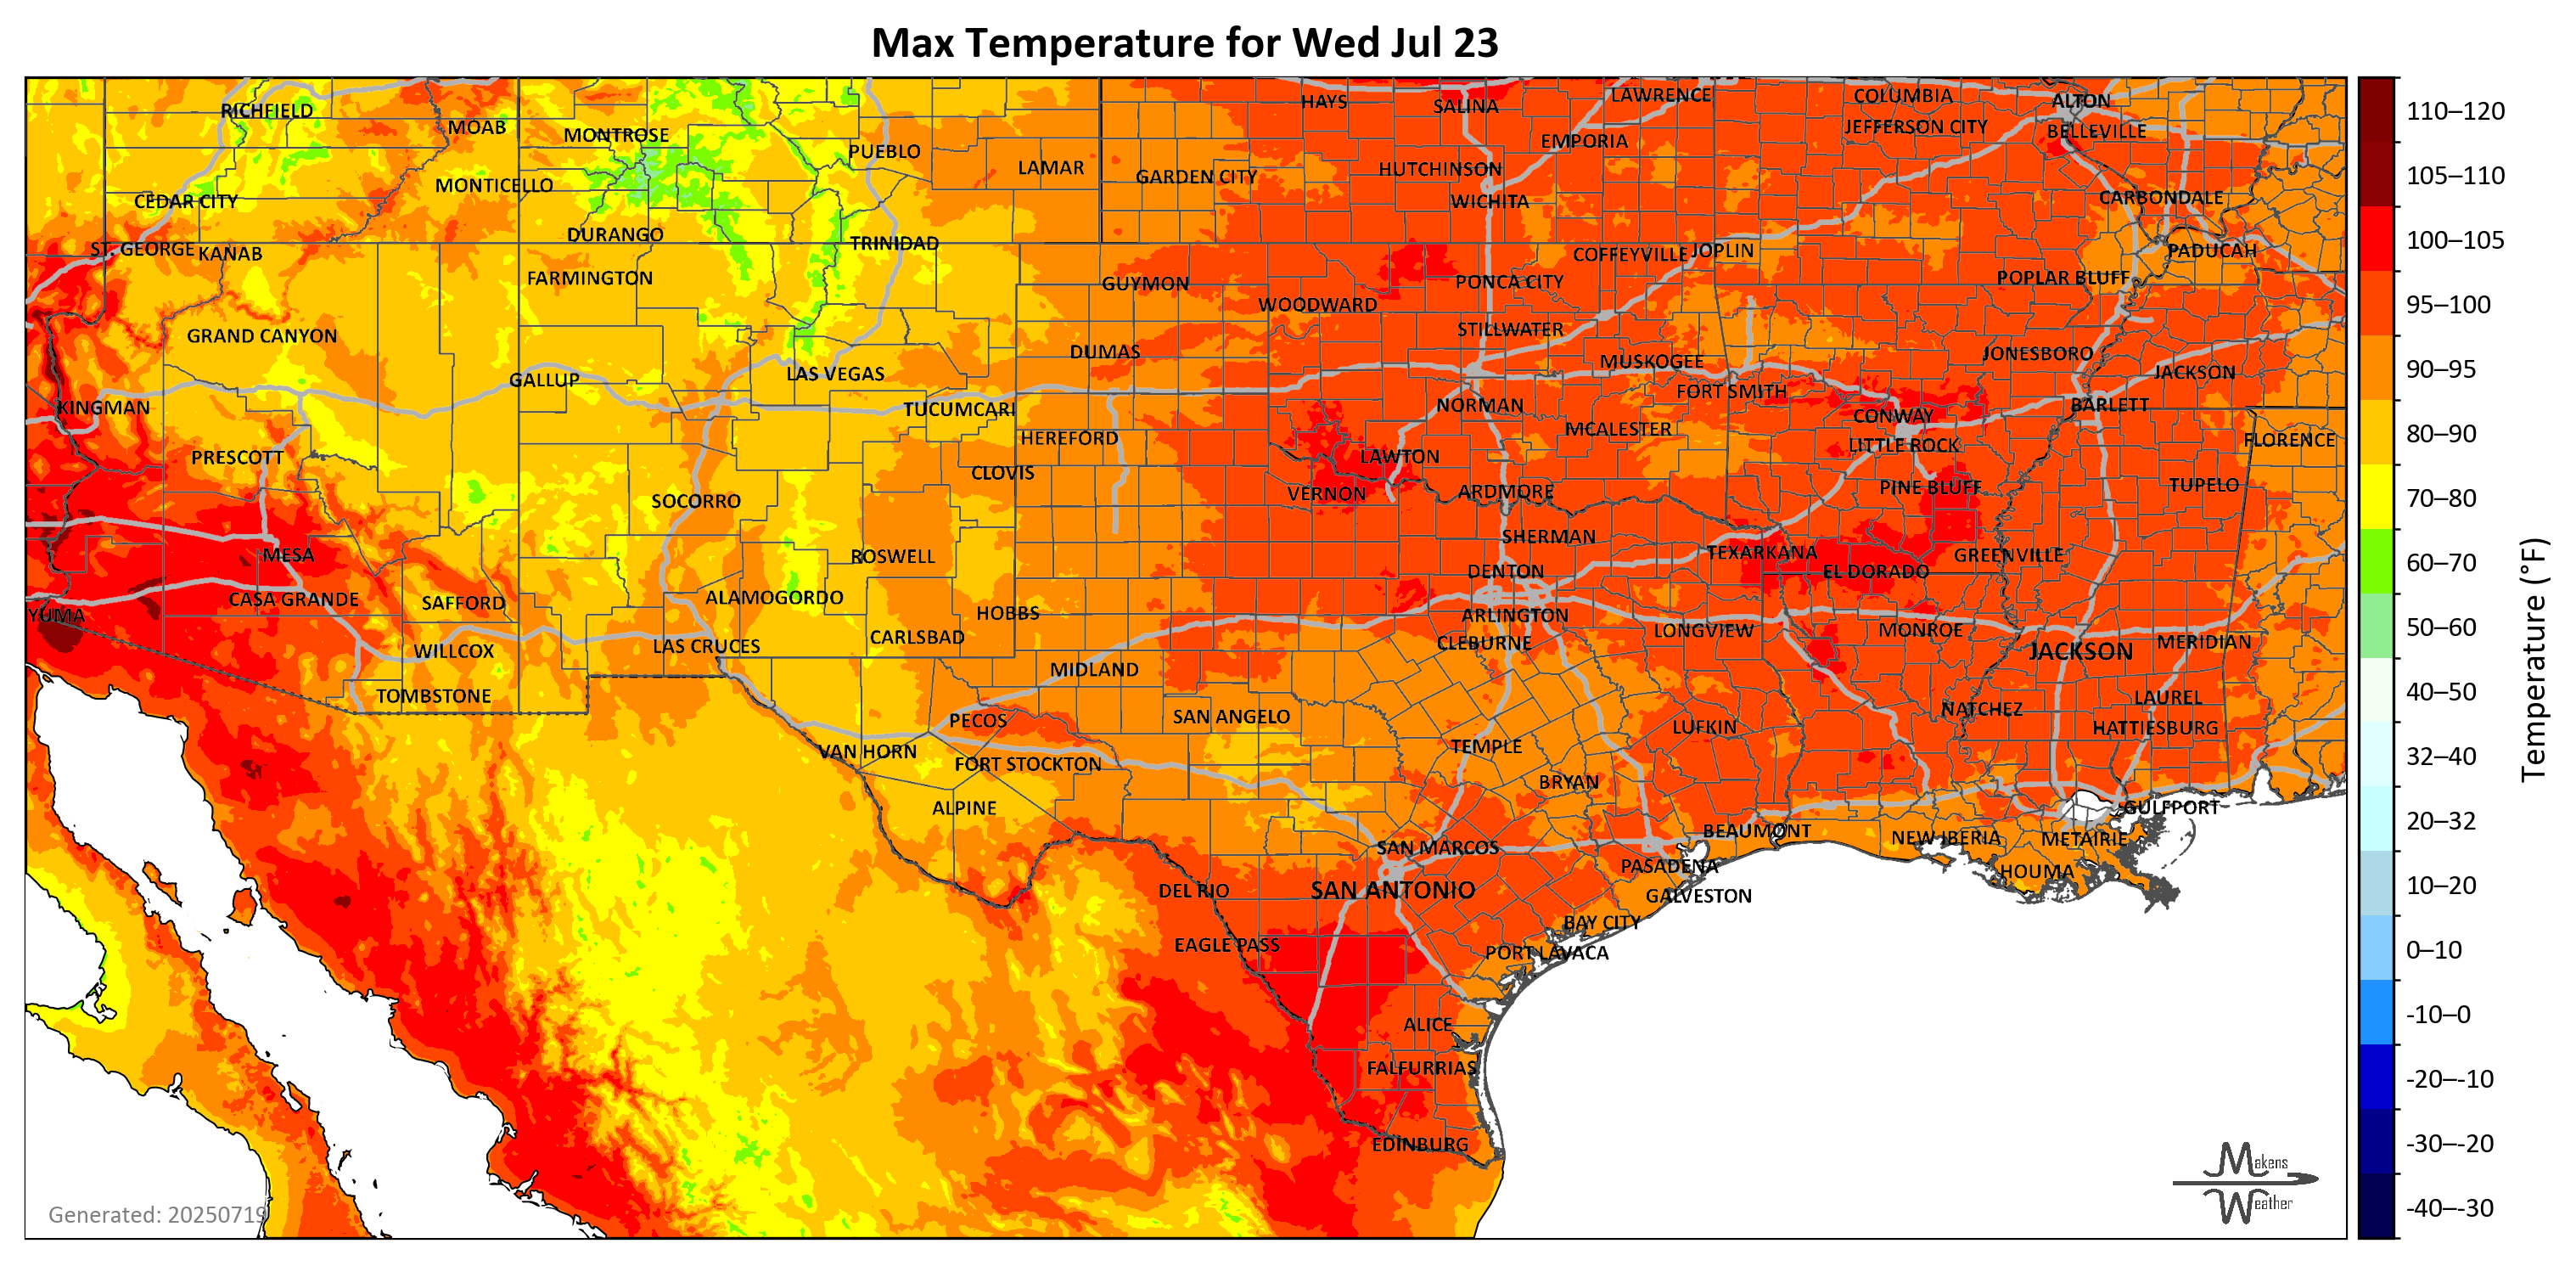 Max Temperature for Wed Jul 23
RICHFIELD
MOAB
MONTROSE
PUEBLO
LAMAR
HAYS
SALINA
LAWRENCE
COLUMBIA
ALTON
EMPORIA
JEFFERSON CITY
BELLEVILLE
CEDAR CITY
MONTICELLO
GARDEN CITY
HUTCHINSON
WICHITA
CARBONDALE
ST. GEORGE
KANAB
DURANGO
TRINIDAD
COFFEYVILLE
JOPLIN
PADUCAH
FARMINGTON
GUYMON
WOODWARD
PONCA CITY
POPLAR BLUFF
GRAND CANYON
DUMAS
STILLWATER
MUSKOGEE
JONESBORO
JACKSON
GALLUP
LAS VEGAS
FORT SMITH
KINGMAN
TUCUMCARI
NORMAN
CONWAY
BARLETT
PRESCOTT
HEREFORD
MCALESTER
LITTLE ROCK
FLORENCE
CLOVIS
LAWTON
SOCORRO
VERNON
ARDMORE
PINE BLUFF
TUPELO
MESA
ROSWELL
SHERMAN
TEXARKANA
GREENVILLE
DENTON
EL DORADO
YUMA
CASA GRANDE
SAFFORD
ALAMOGORDO
HOBBS
ARLINGTON
WILLCOX
LAS CRUCES
CARLSBAD
CLEBURNE
LONGVIEW
MONROE
JACKSON
MERIDIAN
TOMBSTONE
MIDLAND
PECOS
SAN ANGELO
NATCHEZ
LAUREL
VAN HORN
FORT STOCKTON
TEMPLE
LUFKIN
HATTIESBURG
ALPINE
BRYAN
GULFPORT
SAN MARCOS
BEAUMONT
NEW IBERIA
METAIRIE
DEL RIO
SAN ANTONIO
PASADENA
HOUMA
GALVESTON
EAGLE PASS
BAY CITY
PORT LAVACA
ALICE
FALFURRIAS
EDINBURG
Generated: 20250719
Makens
Weather
110–120
105–110
100–105
95–100
90–95
80–90
70–80
60–70
50–60
40–50
32–40
20–32
10–20
0–10
-10–0
-20–-10
-30–-20
-40–-30
Temperature (°F)